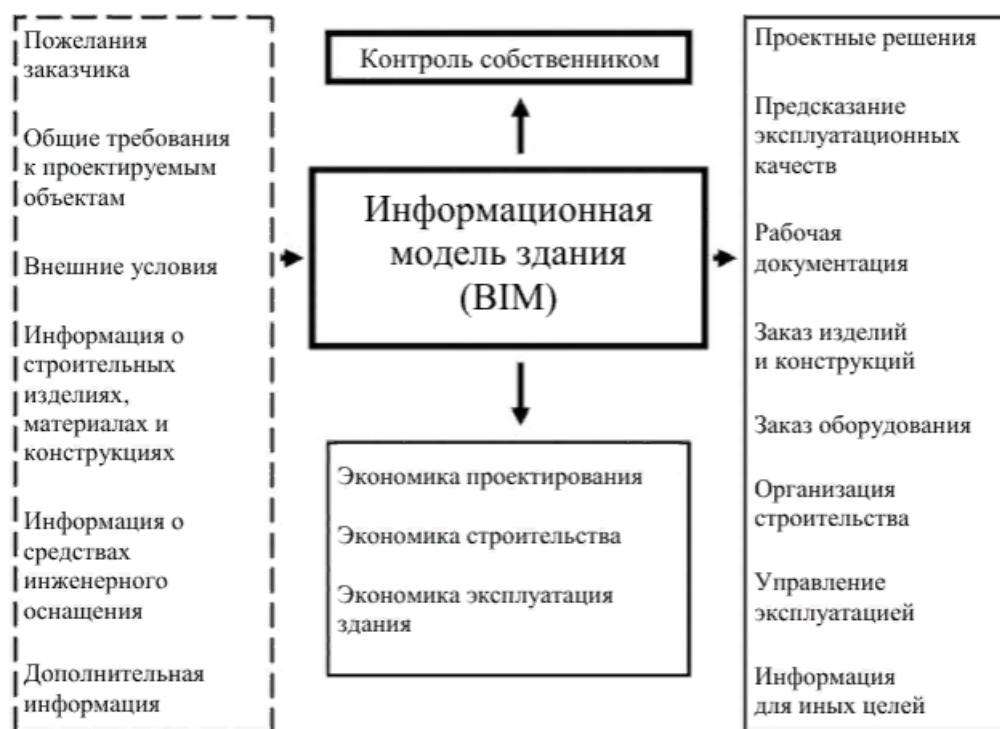 Пожелания
заказчика
Общие требования
к проектируемым
объектам
Внешние условия
Информация о
строительных
изделиях,
материалах и
конструкциях
Информация о
средствах
инженерного
оснащения
Дополнительная
информация
Контроль собственником
Информационная
модель здания
(BIM)
Экономика проектирования
Экономика строительства
Экономика эксплуатация
здания
Проектные решения
Предсказание
эксплуатационных
качеств
Рабочая
документация
Заказ изделий
и конструкций
Заказ оборудования
Организация
строительства
Управление
эксплуатацией
Информация
для иных целей